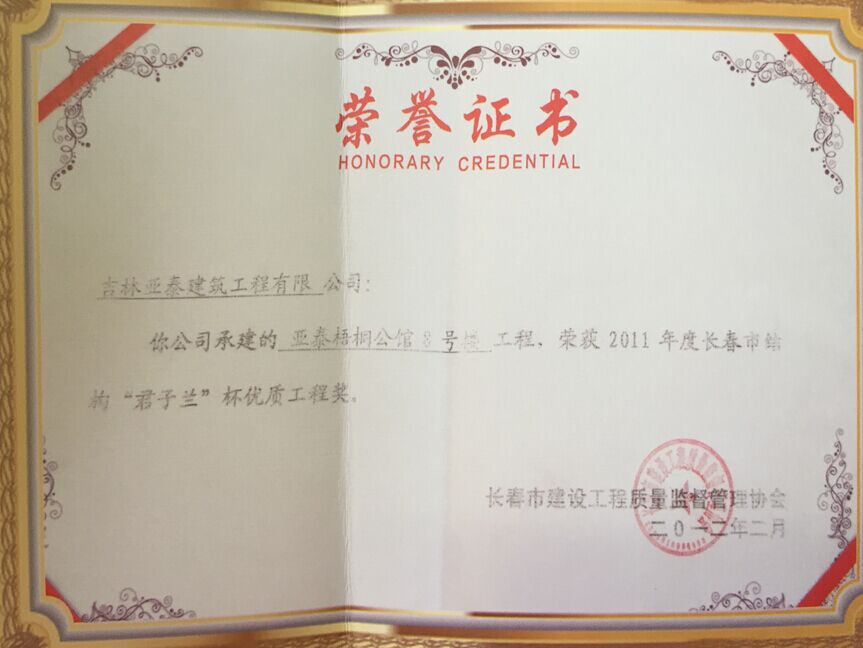 荣誉证书
HONORARY CREDENTIAL
吉林亚泰建筑工程有限 公司:
你公司承建的 亚泰梧桐公馆 8 号楼 工程、荣获 2011 年度长春市结
构“君子兰”杯优质工程奖。
长春市建设工程质量监督管理协会
二〇一二年二月